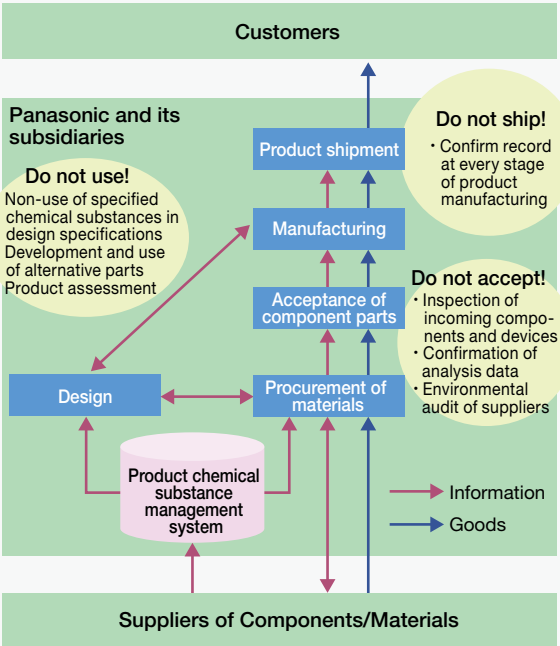 Customers
Panasonic and its
subsidiaries
Do not use!
Non-use of specified
chemical substances in
design specifications
Development and use
of alternative parts
Product assessment
Product shipment
Do not ship!
・Confirm record
at every stage
of product
manufacturing
Manufacturing
Acceptance of
component parts
Do not accept!
・Inspection of
incoming compo-
nents and devices
・Confirmation of
analysis data
・Environmental
audit of suppliers
Design
Procurement of
materials
Product chemical
substance
management
system
Information
Goods
Suppliers of Components/Materials